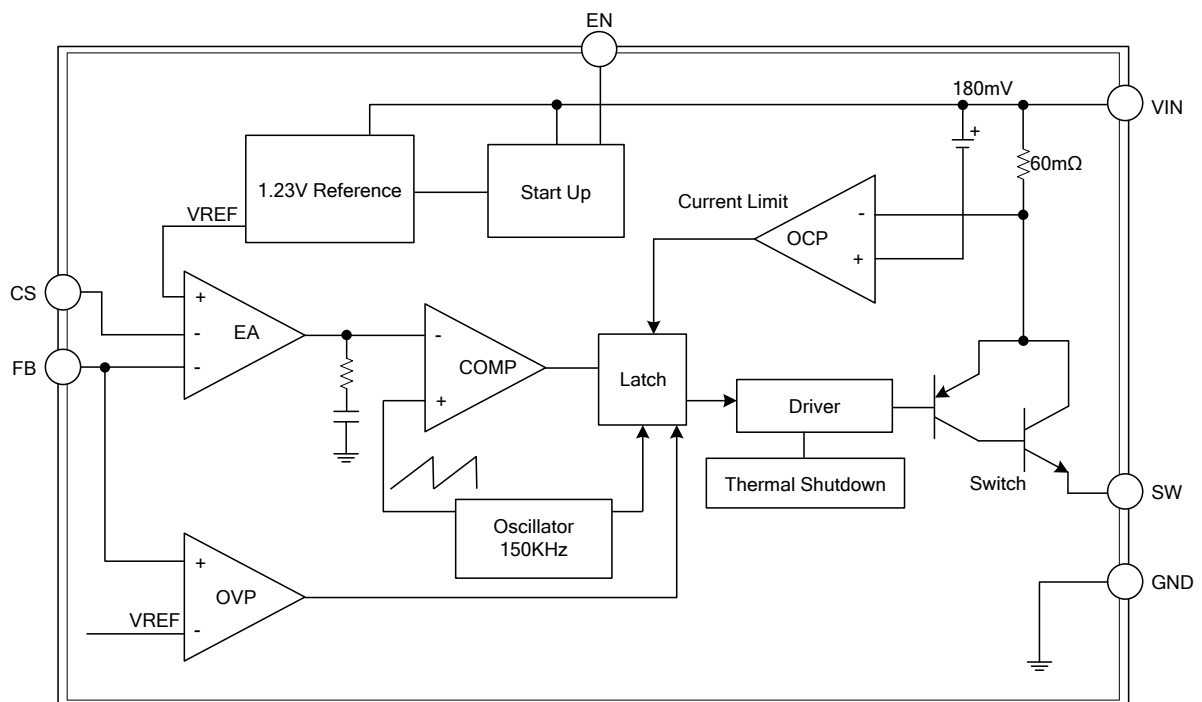 EN
180mV
VIN
+
60mΩ
1.23V Reference
Start Up
Current Limit
VREF
-
OCP
+
CS
+
-
EA
-
FB
-
COMP
+
Latch
Driver
Thermal Shutdown
Switch
SW
Oscillator
150KHz
+
OVP
VREF
-
GND